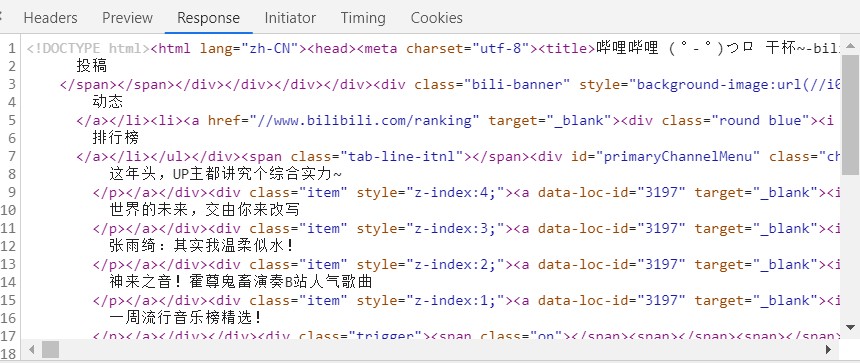 Headers Preview Response Initiator Timing Cookies
1 <!DOCTYPE html><html lang="zh-CN"><head><meta charset="utf-8"><title>哔哩哔哩 (゜-゜)つロ 干杯~-bili
2 投稿
3 </span></span></div></div></div></div><div class="bili-banner" style="background-image:url(//i0
4 动态
5 </a></li><li><a href="//www.bilibili.com/ranking" target="_blank"><div class="round blue"><i
6 排行榜
7 </a></li></ul></div><span class="tab-line-itnl"></span><div id="primaryChannelMenu" class="ch
8 这年头，UP主都讲究个综合实力~
9 </p></a></div><div class="item" style="z-index:4;"><a data-loc-id="3197" target="_blank"><i
10 世界的未来，交由你来改写
11 </p></a></div><div class="item" style="z-index:3;"><a data-loc-id="3197" target="_blank"><i
12 张雨绮：其实我温柔似水！
13 </p></a></div><div class="item" style="z-index:2;"><a data-loc-id="3197" target="_blank"><i
14 神来之音！霍尊鬼畜演奏B站人气歌曲
15 </p></a></div><div class="item" style="z-index:1;"><a data-loc-id="3197" target="_blank"><i
16 一周流行音乐榜精选！
17 </p></a></div></div><div class="trigger"><span class="on"></span><span></span><span></span>
18